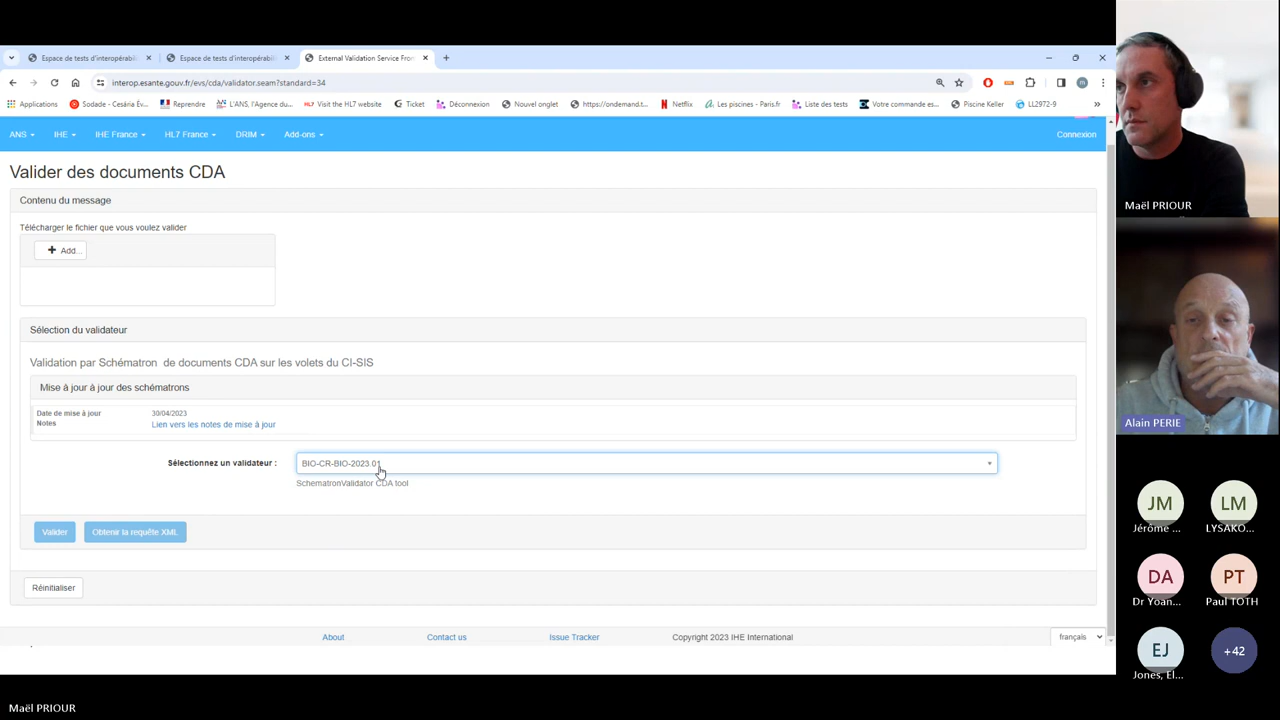 Espace de tests d'interopérabili
Espace de tests d'interopérabili
External Validation Service Fron
interop.esante.gouv.fr/evs/cda/validator.seam?standard=34
Applications
Sodade - Cesária Év...
Reprendre
L'ANS, l'Agence du...
Visit the HL7 website
Ticket
Déconnexion
Nouvel onglet
https://ondemand.t...
Netflix
Les piscines - Paris.fr
Liste des tests
Votre commande es...
Piscine Keller
LL2972-9
ANS
IHE
IHE France
HL7 France
DRIM
Add-ons
Connexion
Valider des documents CDA
Contenu du message
Télécharger le fichier que vous voulez valider
Add...
Sélection du validateur
Validation par Schématron de documents CDA sur les volets du CI-SIS
Mise à jour à jour des schématrons
Date de mise à jour 30/04/2023
Notes Lien vers les notes de mise à jour
Sélectionnez un validateur : BIO-CR-BIO-2023.01
SchematronValidator CDA tool
Valider
Obtenir la requête XML
Réinitialiser
About
Contact us
Issue Tracker
Copyright 2023 IHE International
français
Maël PRIOUR
Maël PRIOUR
Alain PERIE
JM
Jérôme ...
LM
LYSAKO...
DA
Dr Yoan...
PT
Paul TOTH
EJ
Jones, El...
+42